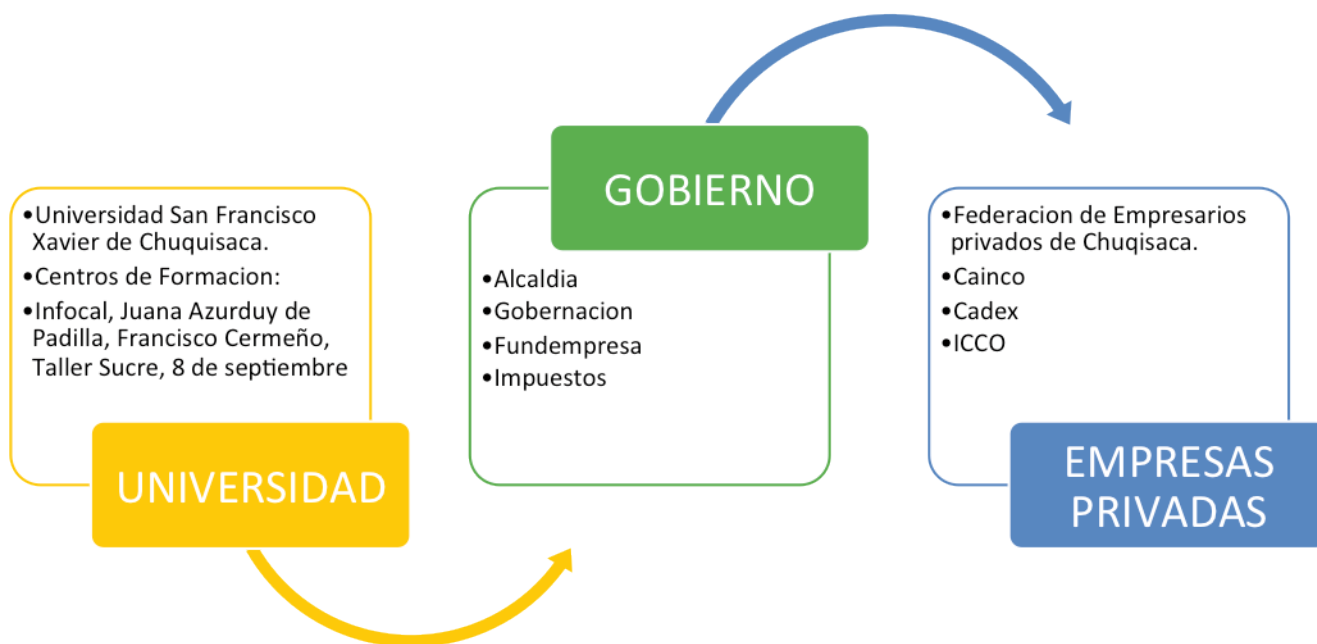 •Universidad San Francisco
Xavier de Chuquisaca.
•Centros de Formacion:
•Infocal, Juana Azurduy de
Padilla, Francisco Cermeño,
Taller Sucre, 8 de septiembre
UNIVERSIDAD
GOBIERNO
•Alcaldia
•Gobernacion
•Fundempresa
•Impuestos
•Federacion de Empresarios
privados de Chuqisaca.
•Cainco
•Cadex
•ICCO
EMPRESAS
PRIVADAS